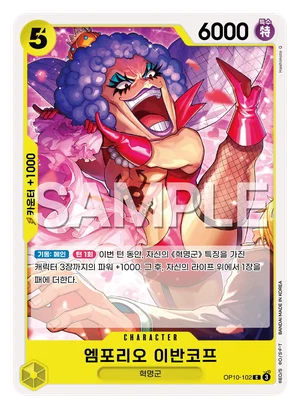 5
6000
특수
特
카운터 +1000
SAMPLE
기동: 메인 턴 1회 이번 턴 동안, 자신의 《혁명군》 특징을 가진
캐릭터 3장까지의 파워 +1000. 그 후, 자신의 라이프 위에서 1장을
패에 더한다.
CHARACTER
엠포리오 이반코프
혁명군
OP10-102 R 3
BANDAI MADE IN KOREA